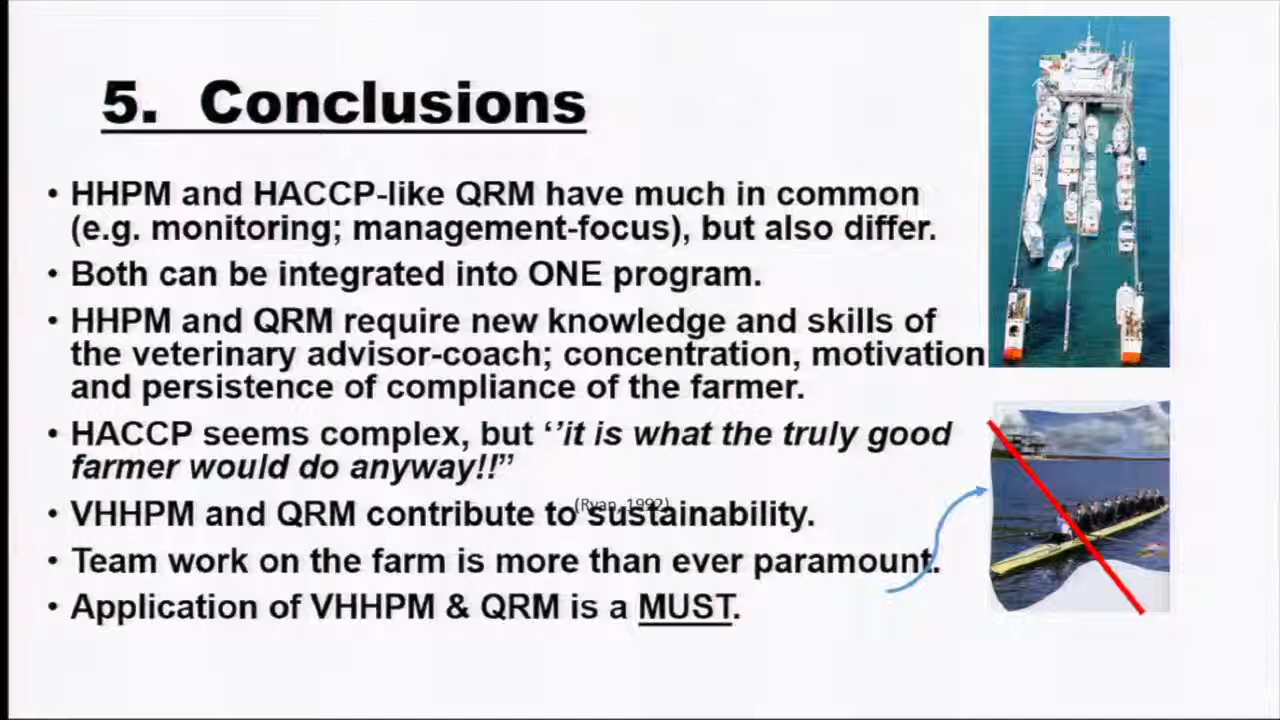 5. Conclusions
• HHPM and HACCP-like QRM have much in common
(e.g. monitoring; management-focus), but also differ.
• Both can be integrated into ONE program.
• HHPM and QRM require new knowledge and skills of
the veterinary advisor-coach; concentration, motivation
and persistence of compliance of the farmer.
• HACCP seems complex, but ‘’it is what the truly good
farmer would do anyway!!”
(Ryan, 1992)
• VHHPM and QRM contribute to sustainability.
• Team work on the farm is more than ever paramount.
• Application of VHHPM & QRM is a MUST.